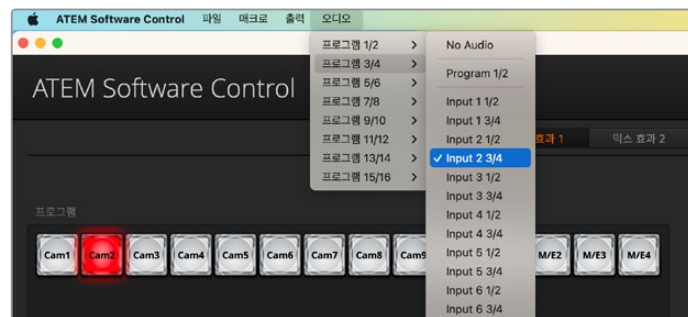 ATEM Software Control 파일 매크로 출력 오디오
프로그램 1/2 >
프로그램 3/4 >
프로그램 5/6 >
프로그램 7/8 >
프로그램 9/10 >
프로그램 11/12 >
프로그램 13/14 >
프로그램 15/16 >
No Audio
Program 1/2
Input 1 1/2
Input 1 3/4
Input 2 1/2
✓ Input 2 3/4
Input 3 1/2
Input 3 3/4
Input 4 1/2
Input 4 3/4
Input 5 1/2
Input 5 3/4
Input 6 1/2
Input 6 3/4
ATEM Software Control
효과 1 믹스 효과 2
프로그램
Cam1 Cam2 Cam3 Cam4 Cam5 Cam6 Cam7 Cam8 Cam9 M/E2 M/E3 M/E4